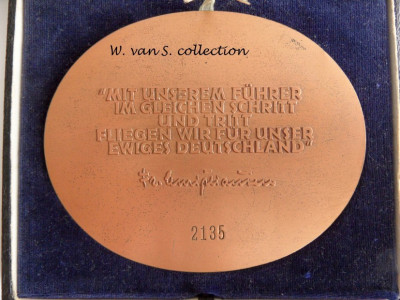 W. van S. collection
"MIT UNSEREM FÜHRER
IM GLEICHEN SCHRITT
UND TRITT
FLIEGEN WIR FÜR UNSER
EWIGES DEUTSCHLAND"
2135